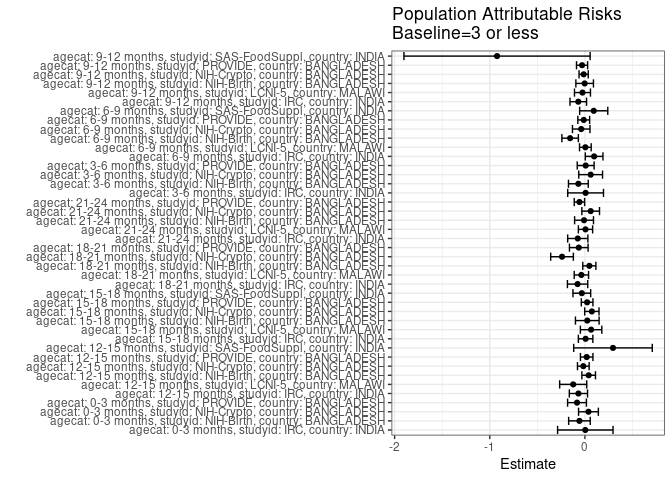 Population Attributable Risks
Baseline=3 or less
agecat: 9-12 months, studyid: SAS-FoodSuppl, country: INDIA
agecat: 9-12 months, studyid: PROVIDE, country: BANGLADESH
agecat: 9-12 months, studyid: NIH-Crypto, country: BANGLADESH
agecat: 9-12 months, studyid: NIH-Birth, country: BANGLADESH
agecat: 9-12 months, studyid: LCNI-5, country: MALAWI
agecat: 9-12 months, studyid: IRC, country: INDIA
agecat: 6-9 months, studyid: SAS-FoodSuppl, country: INDIA
agecat: 6-9 months, studyid: PROVIDE, country: BANGLADESH
agecat: 6-9 months, studyid: NIH-Crypto, country: BANGLADESH
agecat: 6-9 months, studyid: NIH-Birth, country: BANGLADESH
agecat: 6-9 months, studyid: LCNI-5, country: MALAWI
agecat: 6-9 months, studyid: IRC, country: INDIA
agecat: 3-6 months, studyid: PROVIDE, country: BANGLADESH
agecat: 3-6 months, studyid: NIH-Crypto, country: BANGLADESH
agecat: 3-6 months, studyid: NIH-Birth, country: BANGLADESH
agecat: 3-6 months, studyid: IRC, country: INDIA
agecat: 21-24 months, studyid: PROVIDE, country: BANGLADESH
agecat: 21-24 months, studyid: NIH-Crypto, country: BANGLADESH
agecat: 21-24 months, studyid: NIH-Birth, country: BANGLADESH
agecat: 21-24 months, studyid: LCNI-5, country: MALAWI
agecat: 21-24 months, studyid: IRC, country: INDIA
agecat: 18-21 months, studyid: PROVIDE, country: BANGLADESH
agecat: 18-21 months, studyid: NIH-Crypto, country: BANGLADESH
agecat: 18-21 months, studyid: NIH-Birth, country: BANGLADESH
agecat: 18-21 months, studyid: LCNI-5, country: MALAWI
agecat: 18-21 months, studyid: IRC, country: INDIA
agecat: 15-18 months, studyid: SAS-FoodSuppl, country: INDIA
agecat: 15-18 months, studyid: PROVIDE, country: BANGLADESH
agecat: 15-18 months, studyid: NIH-Crypto, country: BANGLADESH
agecat: 15-18 months, studyid: NIH-Birth, country: BANGLADESH
agecat: 15-18 months, studyid: LCNI-5, country: MALAWI
agecat: 15-18 months, studyid: IRC, country: INDIA
agecat: 12-15 months, studyid: SAS-FoodSuppl, country: INDIA
agecat: 12-15 months, studyid: PROVIDE, country: BANGLADESH
agecat: 12-15 months, studyid: NIH-Crypto, country: BANGLADESH
agecat: 12-15 months, studyid: NIH-Birth, country: BANGLADESH
agecat: 12-15 months, studyid: LCNI-5, country: MALAWI
agecat: 12-15 months, studyid: IRC, country: INDIA
agecat: 0-3 months, studyid: PROVIDE, country: BANGLADESH
agecat: 0-3 months, studyid: NIH-Crypto, country: BANGLADESH
agecat: 0-3 months, studyid: NIH-Birth, country: BANGLADESH
agecat: 0-3 months, studyid: IRC, country: INDIA
-2 -1 0
Estimate